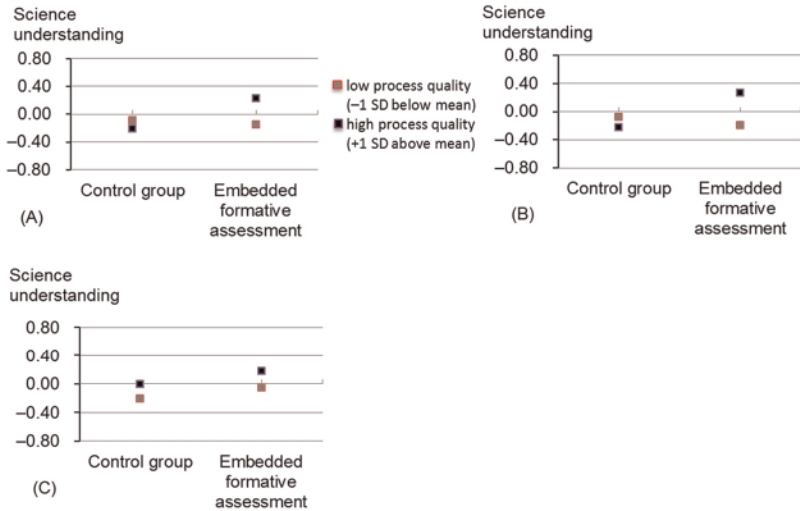 Science
understanding
(A)
0.80
0.40
0.00
–0.40
–0.80
Control group
Embedded
formative
assessment
low process quality
(–1 SD below mean)
high process quality
(+1 SD above mean)
Science
understanding
0.80
0.40
0.00
–0.40
–0.80
Control group
Embedded
formative
assessment
(B)
Science
understanding
0.80
0.40
0.00
–0.40
–0.80
Control group
Embedded
formative
assessment
(C)